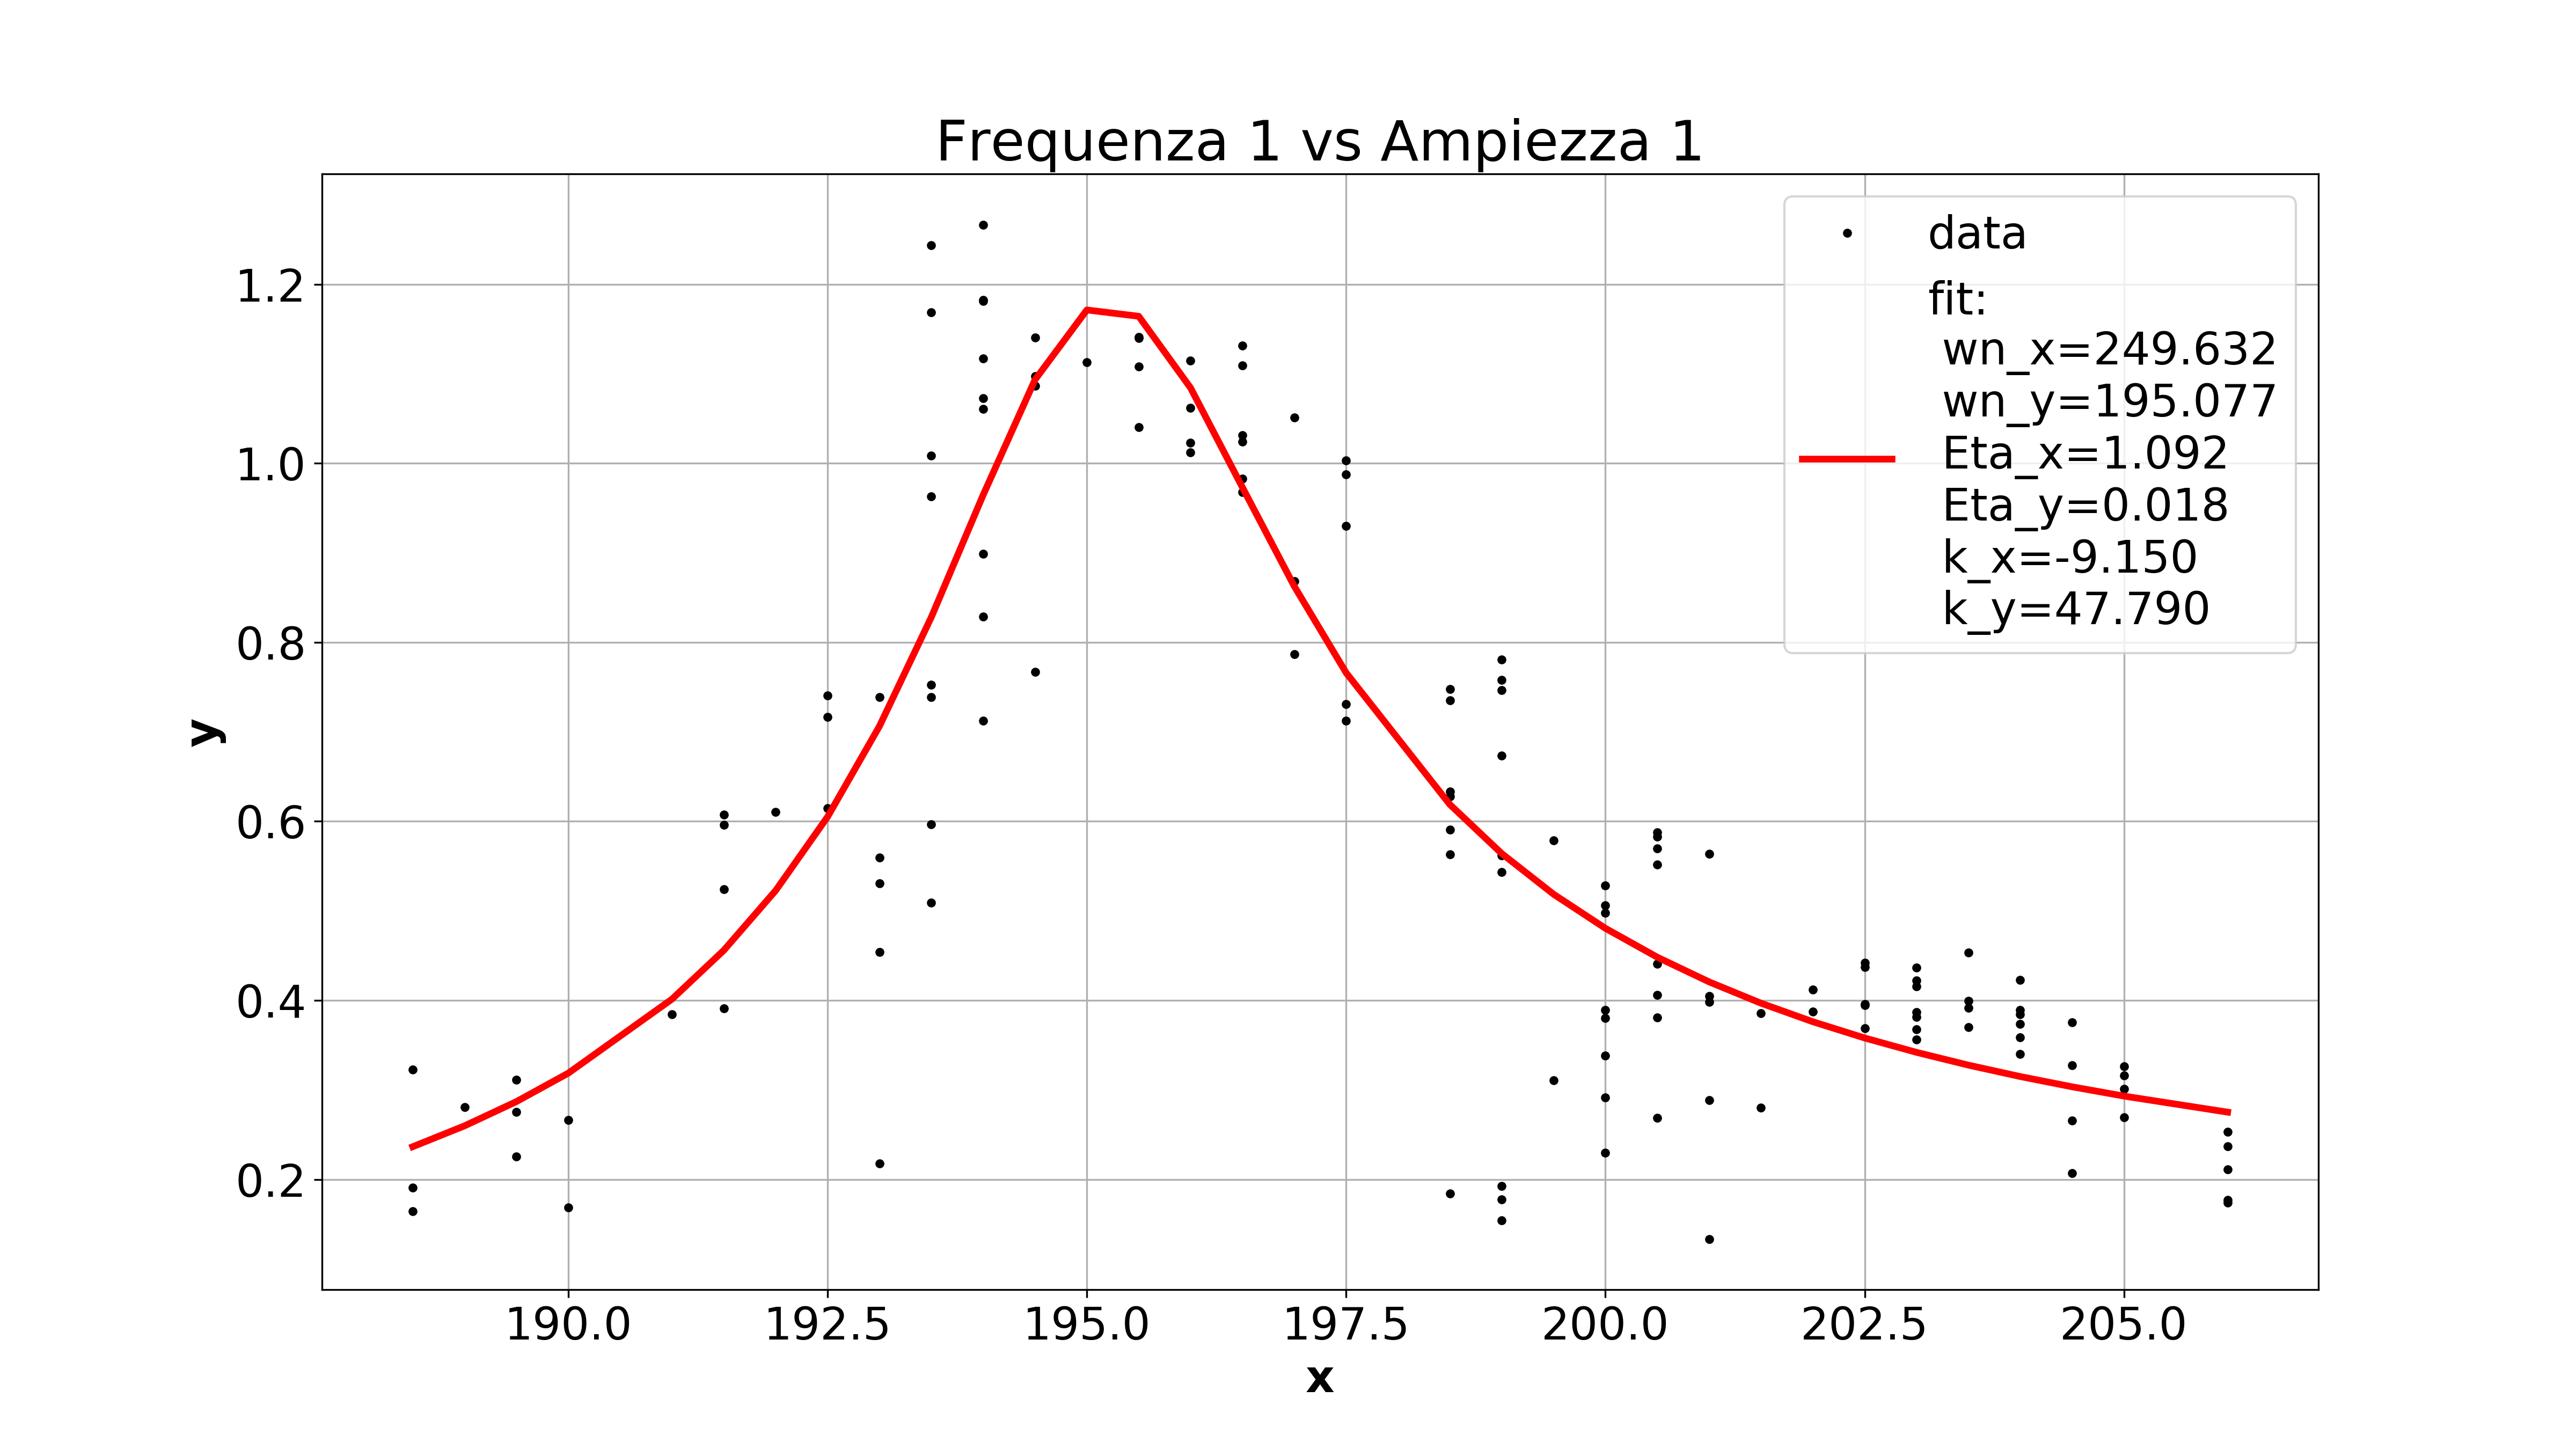 Frequenza 1 vs Ampiezza 1
data
fit:
wn_x=249.632
wn_y=195.077
Eta_x=1.092
Eta_y=0.018
k_x=-9.150
k_y=47.790
1.2
1.0
0.8
0.6
0.4
0.2
y
190.0 192.5 195.0 197.5 200.0 202.5 205.0
x